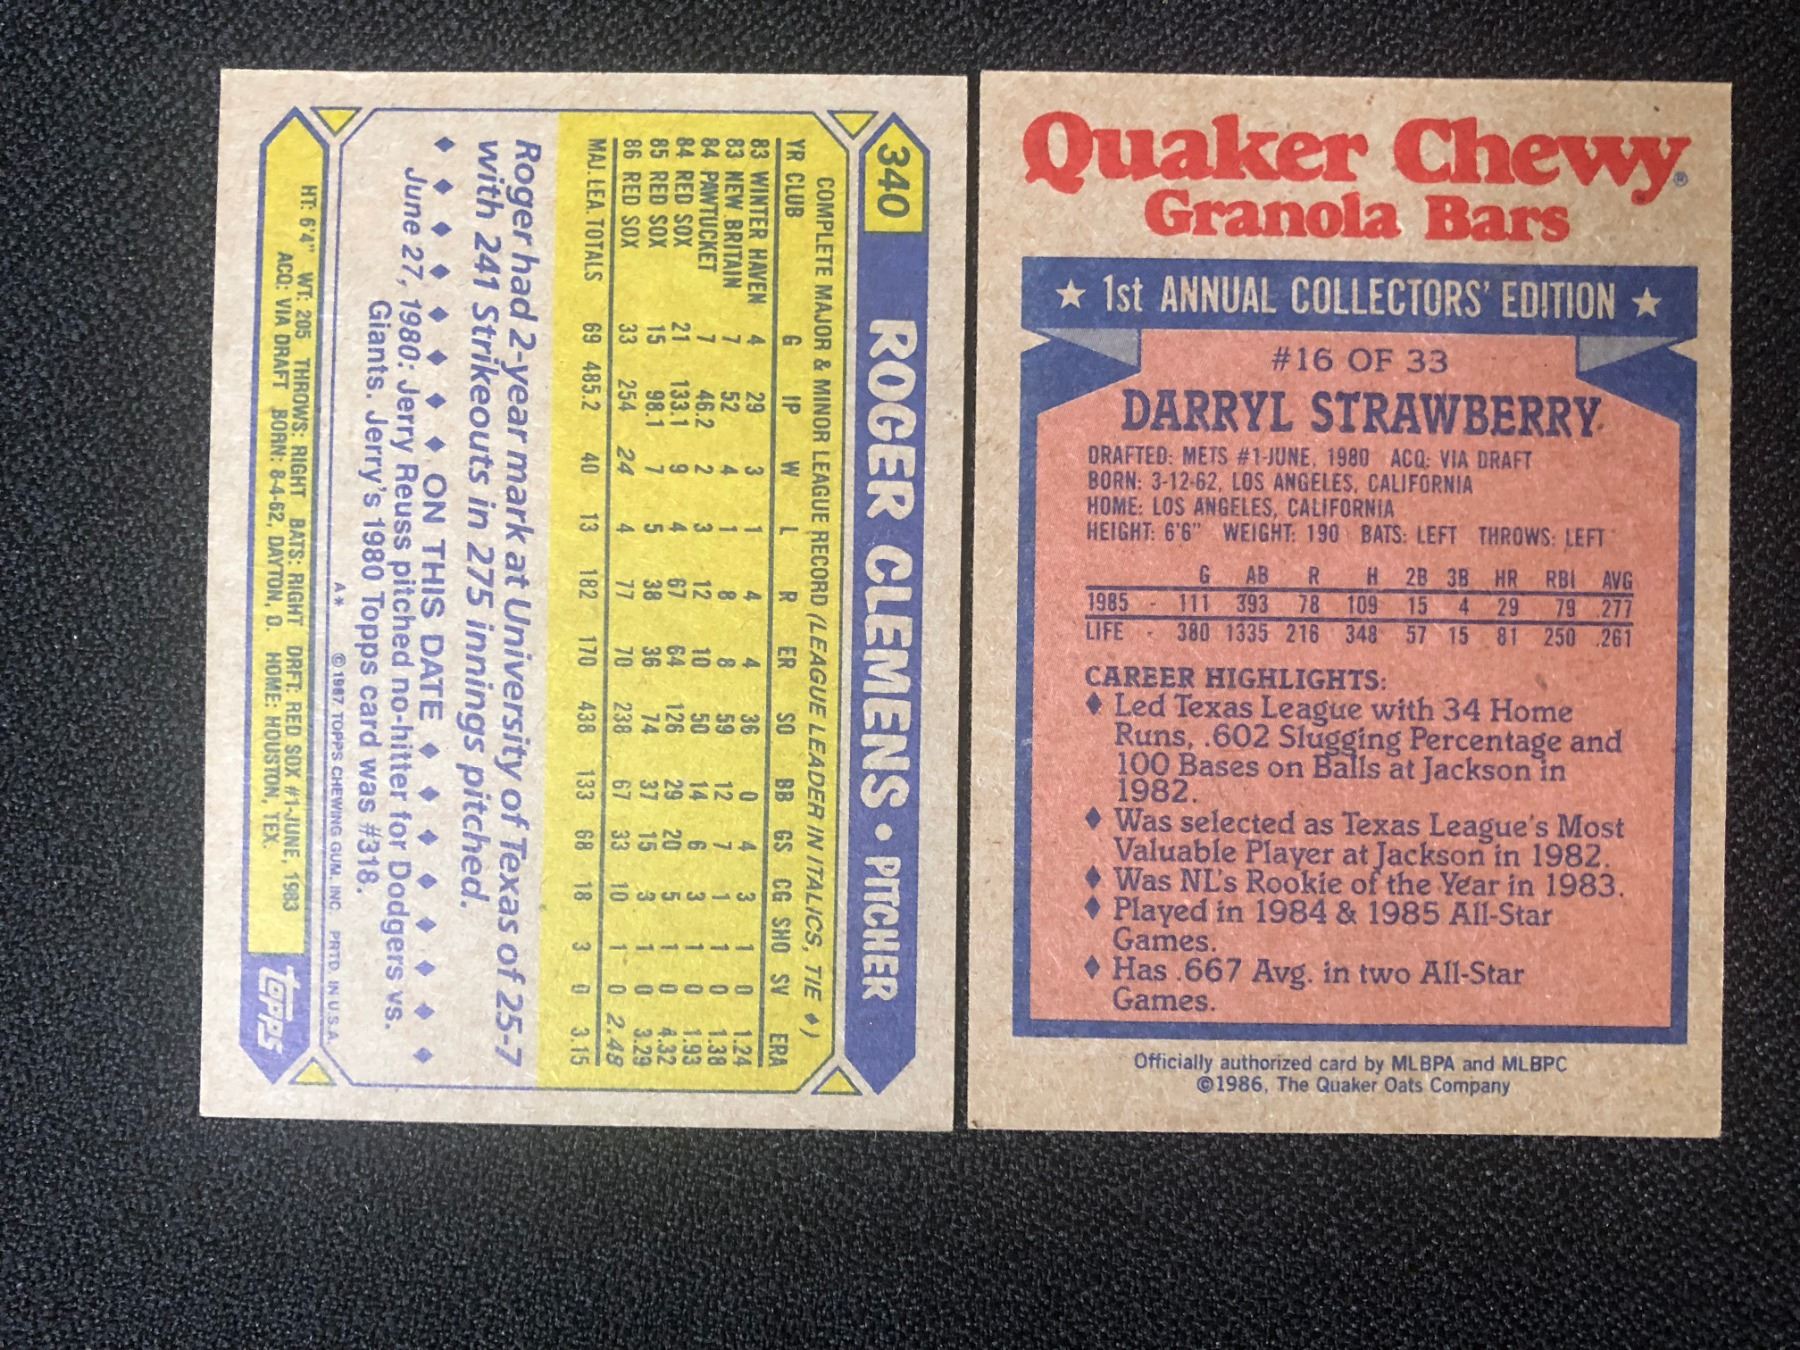 340 ROGER CLEMENS • PITCHER
COMPLETE MAJOR & MINOR LEAGUE RECORD (LEAGUE LEADER IN ITALICS, TIE ♦)
YR CLUB G IP W L R ER SO BB GS CG SHO SV ERA
83 WINTER HAVEN 4 29 3 1 4 4 36 0 4 3 1 0 1.24
83 NEW BRITAIN 7 52 4 1 8 8 59 12 7 1 1 0 1.38
84 PAWTUCKET 7 46.2 2 3 12 10 50 14 6 3 1 0 1.93
84 RED SOX 21 133.1 9 4 67 64 126 29 20 5 1 0 4.32
85 RED SOX 15 98.1 7 5 38 36 74 37 15 3 1 0 3.29
86 RED SOX 33 254 24 4 77 70 238 67 33 10 1 0 2.48
MAJ. LEA. TOTALS 69 485.2 40 13 182 170 438 133 68 18 3 0 3.15
Roger had 2-year mark at University of Texas of 25-7
with 241 Strikeouts in 275 innings pitched.
♦ ♦ ♦ ♦ ♦ ♦ ♦ ON THIS DATE ♦ ♦ ♦ ♦ ♦ ♦ ♦ ♦
June 27, 1980: Jerry Reuss pitched no-hitter for Dodgers vs.
Giants. Jerry's 1980 Topps card was #318.
A* ©1987 TOPPS CHEWING GUM, INC. PRTD. IN U.S.A.
HT: 6'4" WT: 205 THROWS: RIGHT BATS: RIGHT DRFT: RED SOX #1-JUNE, 1983
ACQ: VIA DRAFT BORN: 8-4-62, DAYTON, O. HOME: HOUSTON, TEX.
topps
Quaker Chewy®
Granola Bars
★ 1st ANNUAL COLLECTORS' EDITION ★
#16 OF 33
DARRYL STRAWBERRY
DRAFTED: METS #1-JUNE, 1980 ACQ: VIA DRAFT
BORN: 3-12-62, LOS ANGELES, CALIFORNIA
HOME: LOS ANGELES, CALIFORNIA
HEIGHT: 6'6" WEIGHT: 190 BATS: LEFT THROWS: LEFT
G AB R H 2B 3B HR RBI AVG
1985 - 111 393 78 109 15 4 29 79 .277
LIFE - 380 1335 216 348 57 15 81 250 .261
CAREER HIGHLIGHTS:
♦ Led Texas League with 34 Home
Runs, .602 Slugging Percentage and
100 Bases on Balls at Jackson in
1982.
♦ Was selected as Texas League's Most
Valuable Player at Jackson in 1982.
♦ Was NL's Rookie of the Year in 1983.
♦ Played in 1984 & 1985 All-Star
Games.
♦ Has .667 Avg. in two All-Star
Games.
Officially authorized card by MLBPA and MLBPC
©1986, The Quaker Oats Company